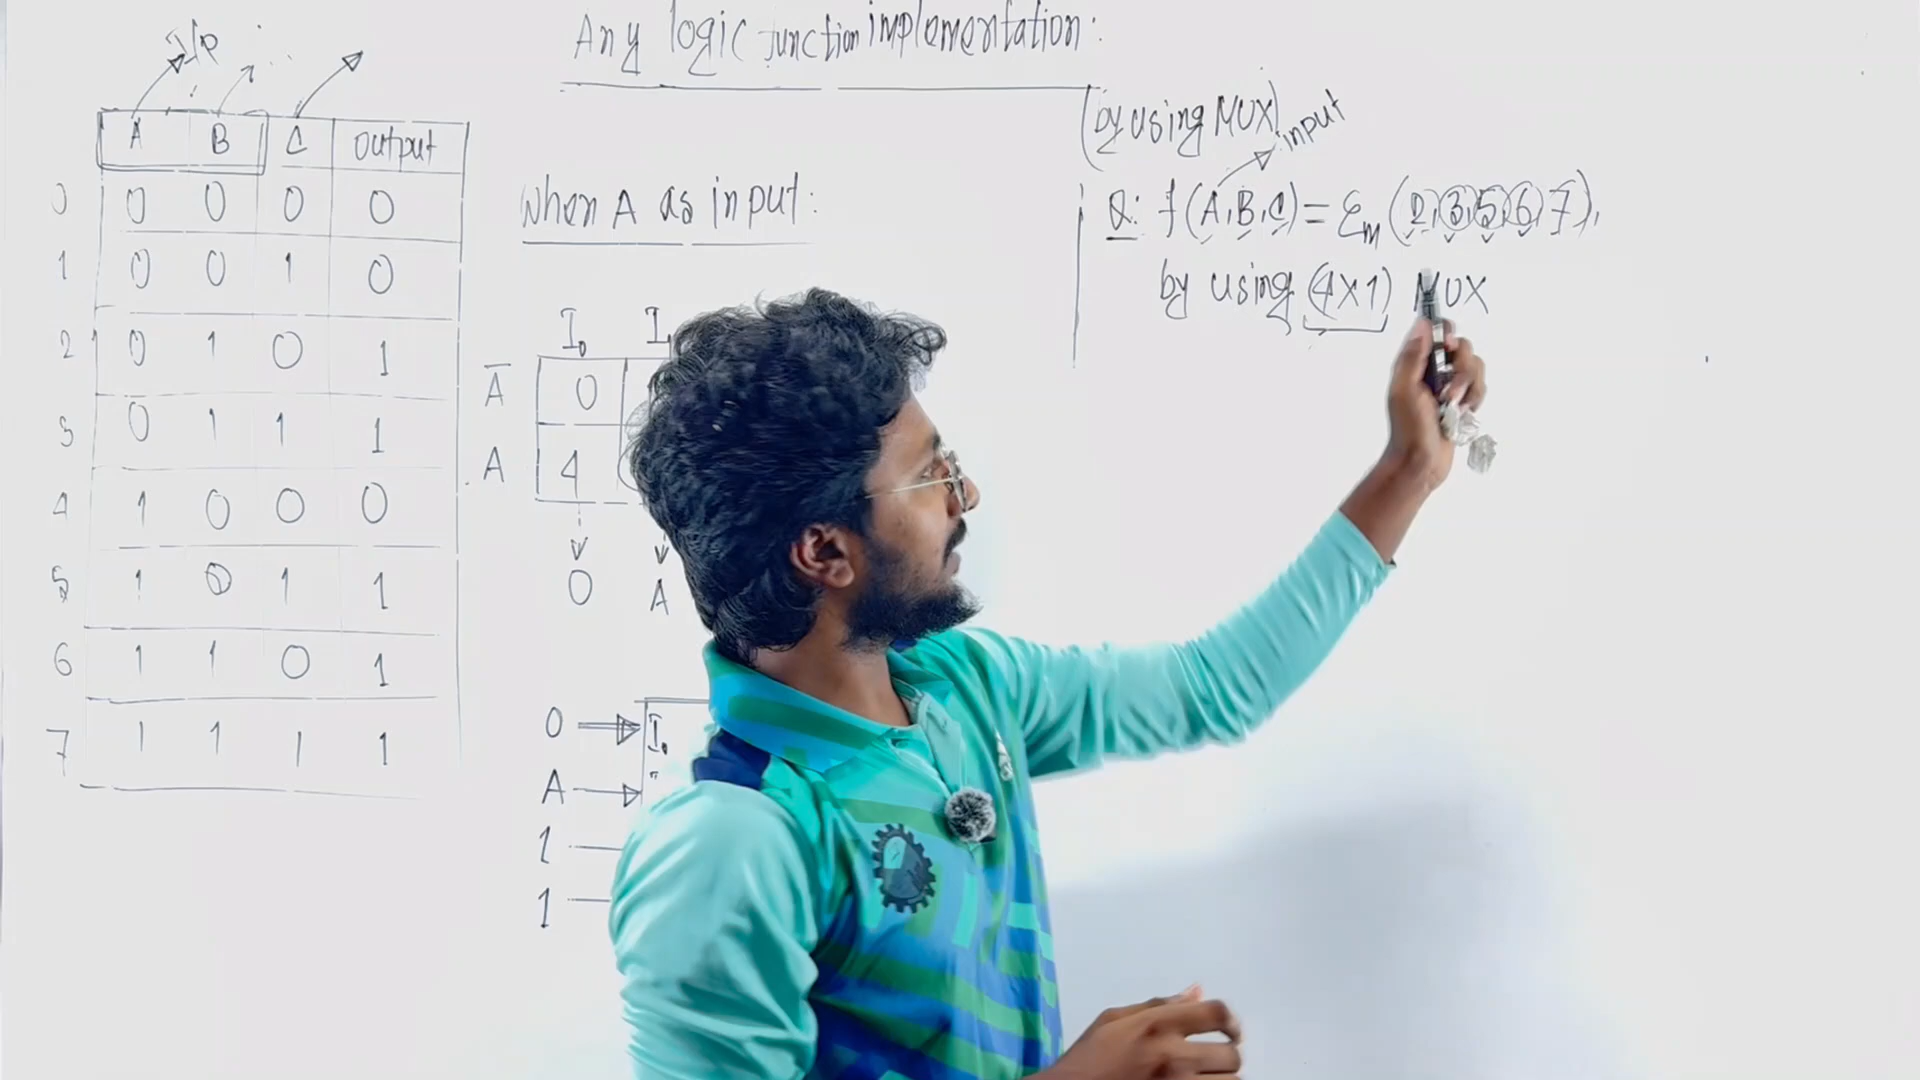 Any logic function implementation:
(by using MUX)
I/p
A B C output
0 0 0 0 0
1 0 0 1 0
2 0 1 0 1
3 0 1 1 1
4 1 0 0 0
5 1 0 1 1
6 1 1 0 1
7 1 1 1 1
When A as input:
I₀ I
Ā 0
A 4
0 A
0 I₀
A
1
1
input
Q: f(A,B,C) = Σm (2,3,5,6,7),
by using (4x1) MUX